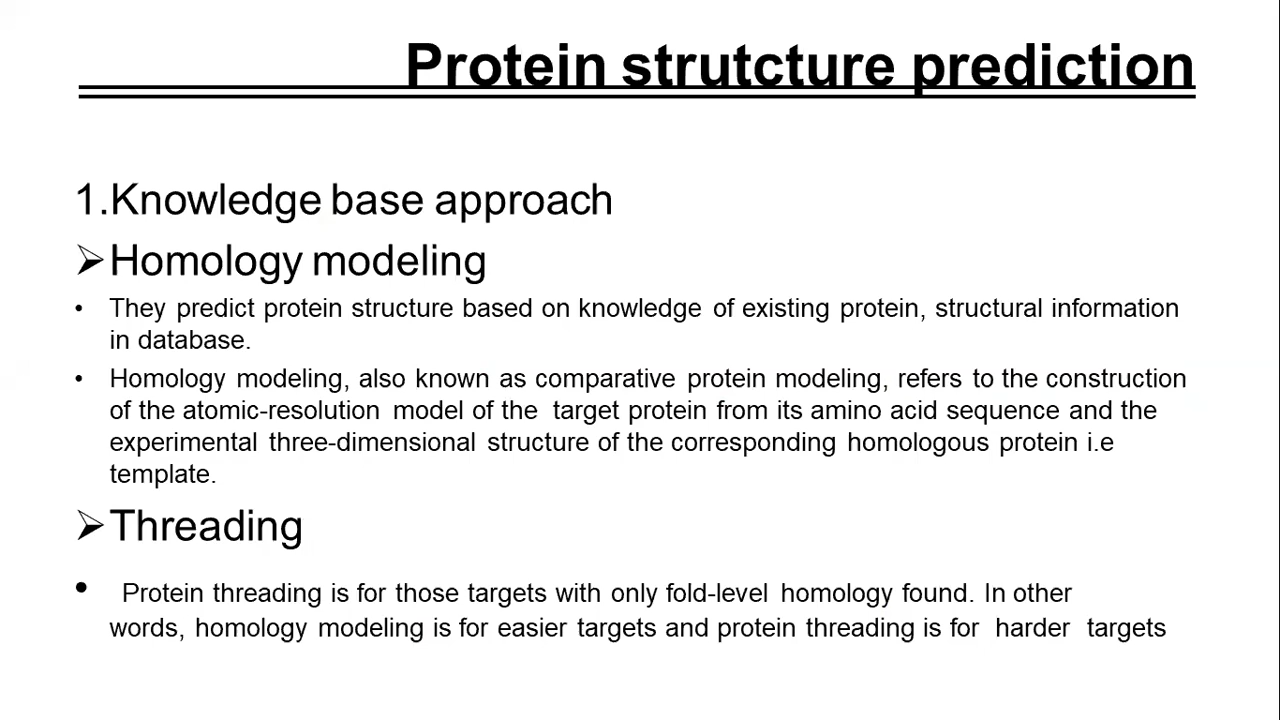 Protein strutcture prediction
1.Knowledge base approach
➢Homology modeling
• They predict protein structure based on knowledge of existing protein, structural information
in database.
• Homology modeling, also known as comparative protein modeling, refers to the construction
of the atomic-resolution model of the target protein from its amino acid sequence and the
experimental three-dimensional structure of the corresponding homologous protein i.e
template.
➢Threading
• Protein threading is for those targets with only fold-level homology found. In other
words, homology modeling is for easier targets and protein threading is for harder targets